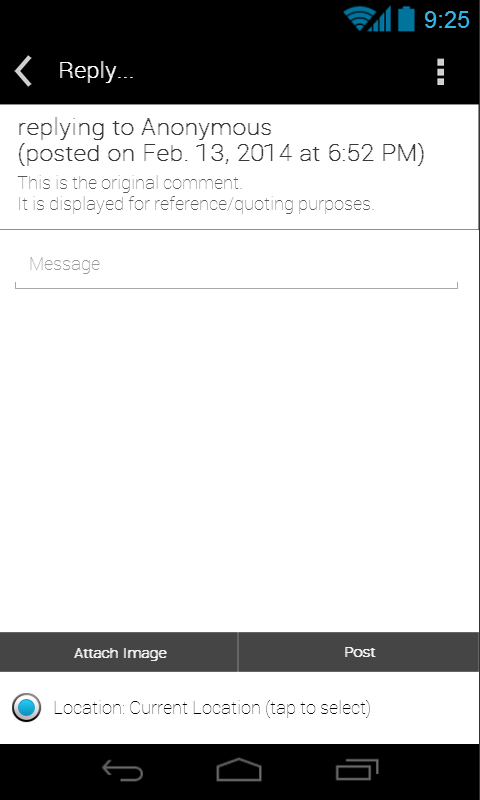 9:25
Reply...
replying to Anonymous
(posted on Feb. 13, 2014 at 6:52 PM)
This is the original comment.
It is displayed for reference/quoting purposes.
Message
Attach Image
Post
Location: Current Location (tap to select)